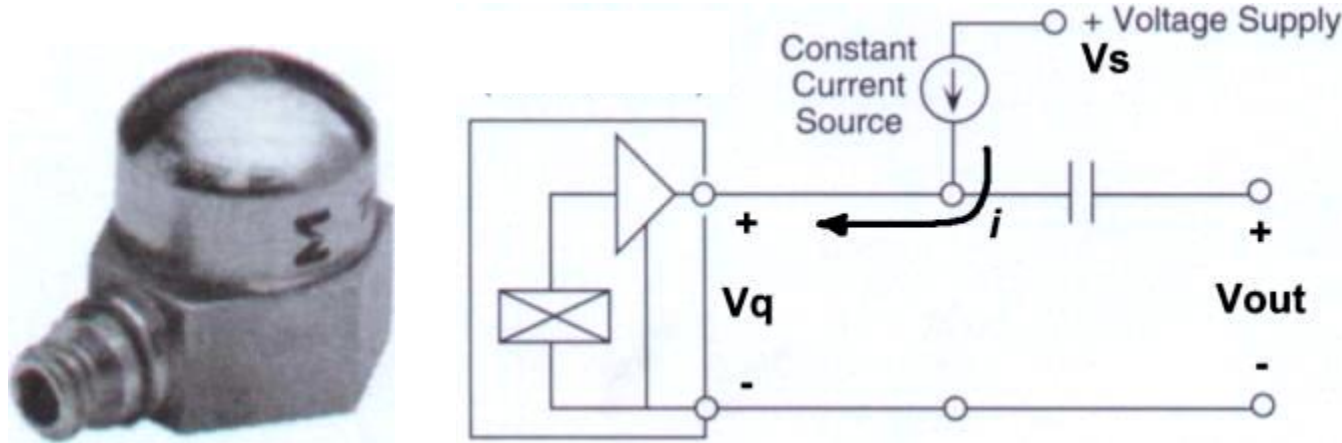 + Voltage Supply
Vs
Constant
Current
Source
+
i
+
Vq
Vout
-
-